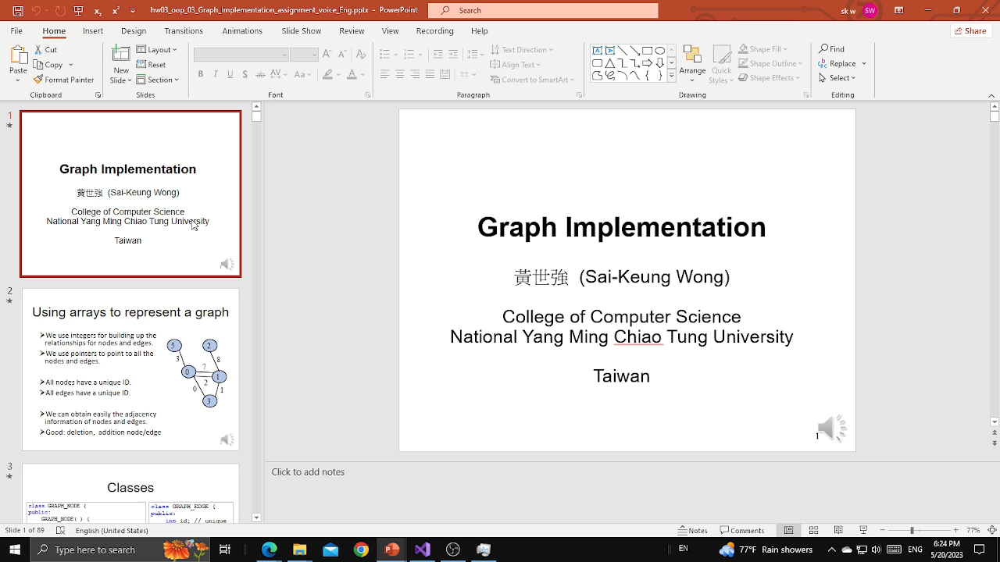 hw03_oop_03_Graph_Implementation_assignment_voice_Eng.pptx - PowerPoint
Search
sk w
SW
File Home Insert Design Transitions Animations Slide Show Review View Recording Help
Share
Paste
Cut
Copy
Format Painter
Clipboard
New Slide
Layout
Reset
Section
Slides
Font
Text Direction
Align Text
Convert to SmartArt
Paragraph
Arrange
Quick Styles
Shape Fill
Shape Outline
Shape Effects
Drawing
Find
Replace
Select
Editing
1
Graph Implementation
黃世強 (Sai-Keung Wong)
College of Computer Science
National Yang Ming Chiao Tung University
Taiwan
2
Using arrays to represent a graph
➢We use integers for building up the
relationships for nodes and edges.
➢We use pointers to point to all the
nodes and edges.
➢All nodes have a unique ID.
➢All edges have a unique ID.
➢We can obtain easily the adjacency
information of nodes and edges.
➢Good: deletion, addition node/edge
5 2
3 8
7
0 1
2
0 1
3
3
Classes
class GRAPH_NODE {
public:
GRAPH_NODE( ) {
class GRAPH_EDGE {
public:
int id; // unique
Graph Implementation
黃世強 (Sai-Keung Wong)
College of Computer Science
National Yang Ming Chiao Tung University
Taiwan
1
Click to add notes
Slide 1 of 89
English (United States)
Notes
Comments
77%
Type here to search
EN
77°F Rain showers
ENG
6:24 PM
5/20/2023